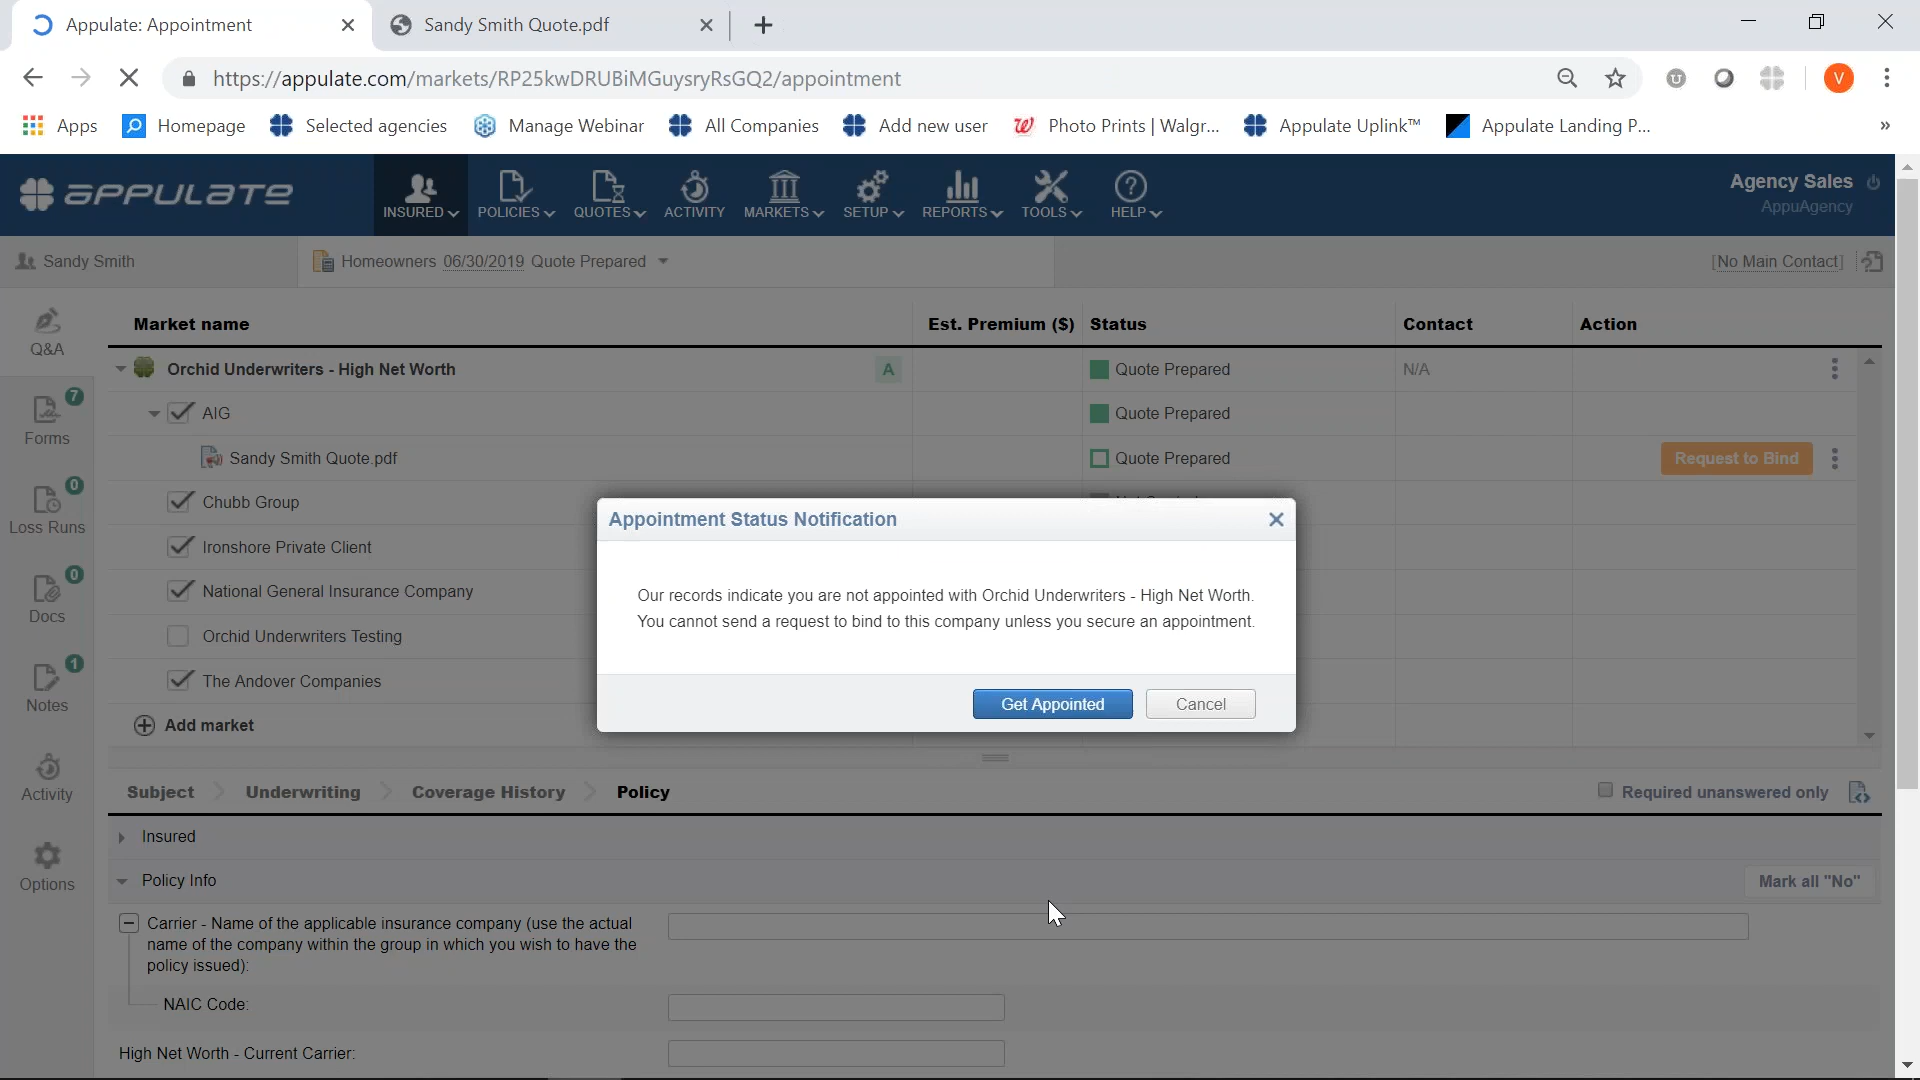 Appulate: Appointment
Sandy Smith Quote.pdf
https://appulate.com/markets/RP25kwDRUBiMGuysryRsGQ2/appointment
V
Apps
Homepage
Selected agencies
Manage Webinar
All Companies
Add new user
Photo Prints | Walgr...
Appulate Uplink™
Appulate Landing P...
»
APPULATE
INSURED
POLICIES
QUOTES
ACTIVITY
MARKETS
SETUP
REPORTS
TOOLS
HELP
Agency Sales
AppuAgency
Sandy Smith
Homeowners 06/30/2019 Quote Prepared
[No Main Contact]
Q&A
7
Forms
0
Loss Runs
0
Docs
1
Notes
Activity
Options
Market name Est. Premium ($) Status Contact Action
Orchid Underwriters - High Net Worth A Quote Prepared N/A
AIG Quote Prepared
Sandy Smith Quote.pdf Quote Prepared Request to Bind
Chubb Group
Ironshore Private Client
National General Insurance Company
Orchid Underwriters Testing
The Andover Companies
Add market
Appointment Status Notification
Our records indicate you are not appointed with Orchid Underwriters - High Net Worth.
You cannot send a request to bind to this company unless you secure an appointment.
Get Appointed Cancel
Subject Underwriting Coverage History Policy
Required unanswered only
Insured
Policy Info
Mark all "No"
Carrier - Name of the applicable insurance company (use the actual
name of the company within the group in which you wish to have the
policy issued):
NAIC Code:
High Net Worth - Current Carrier: